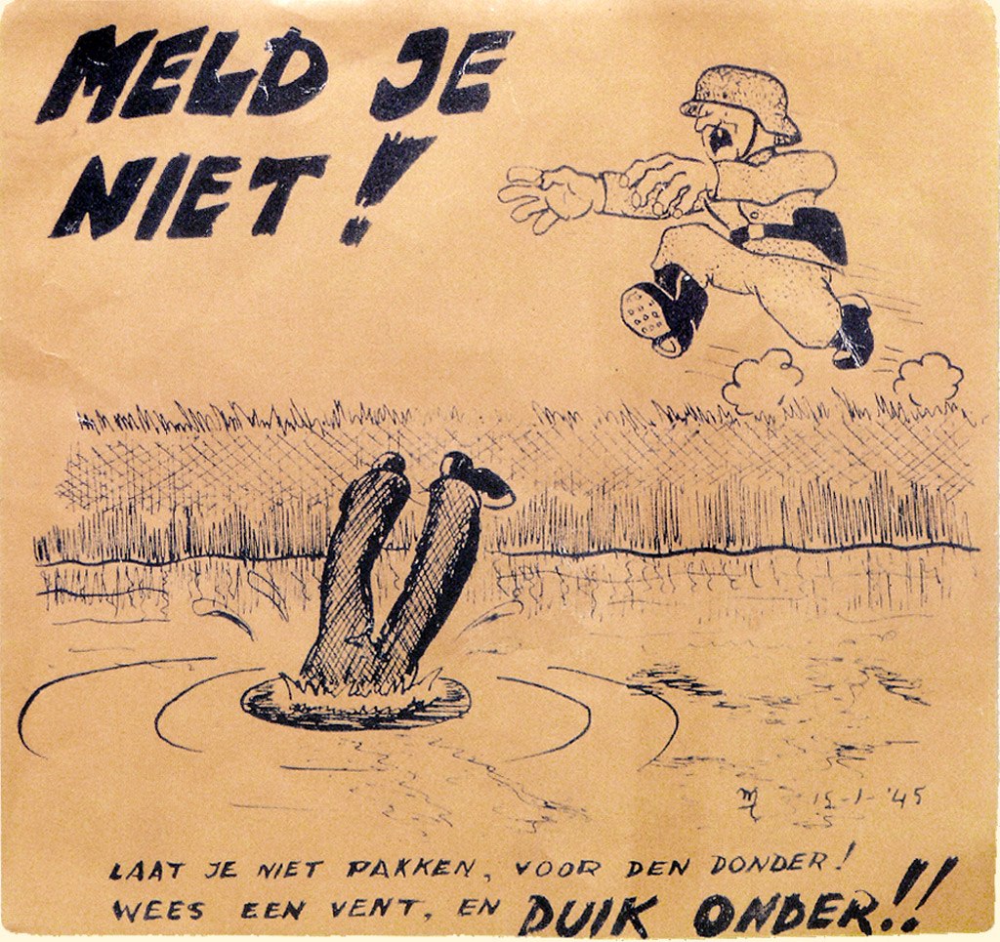 MELD JE
NIET!
15-1-'45
LAAT JE NIET PAKKEN, VOOR DEN DONDER!
WEES EEN VENT, EN DUIK ONDER!!